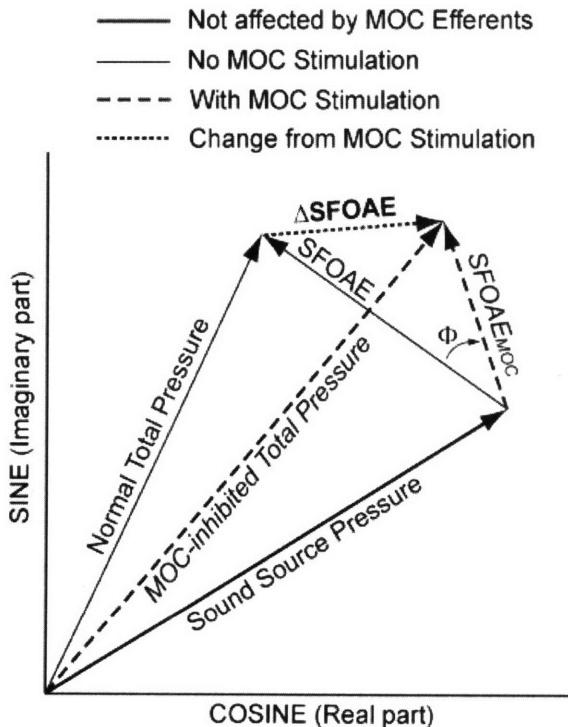 Not affected by MOC Efferents
No MOC Stimulation
With MOC Stimulation
Change from MOC Stimulation
ΔSFOAE
SFOAE
SFOAEMOC
Φ
Normal Total Pressure
MOC-inhibited Total Pressure
Sound Source Pressure
SINE (Imaginary part)
COSINE (Real part)